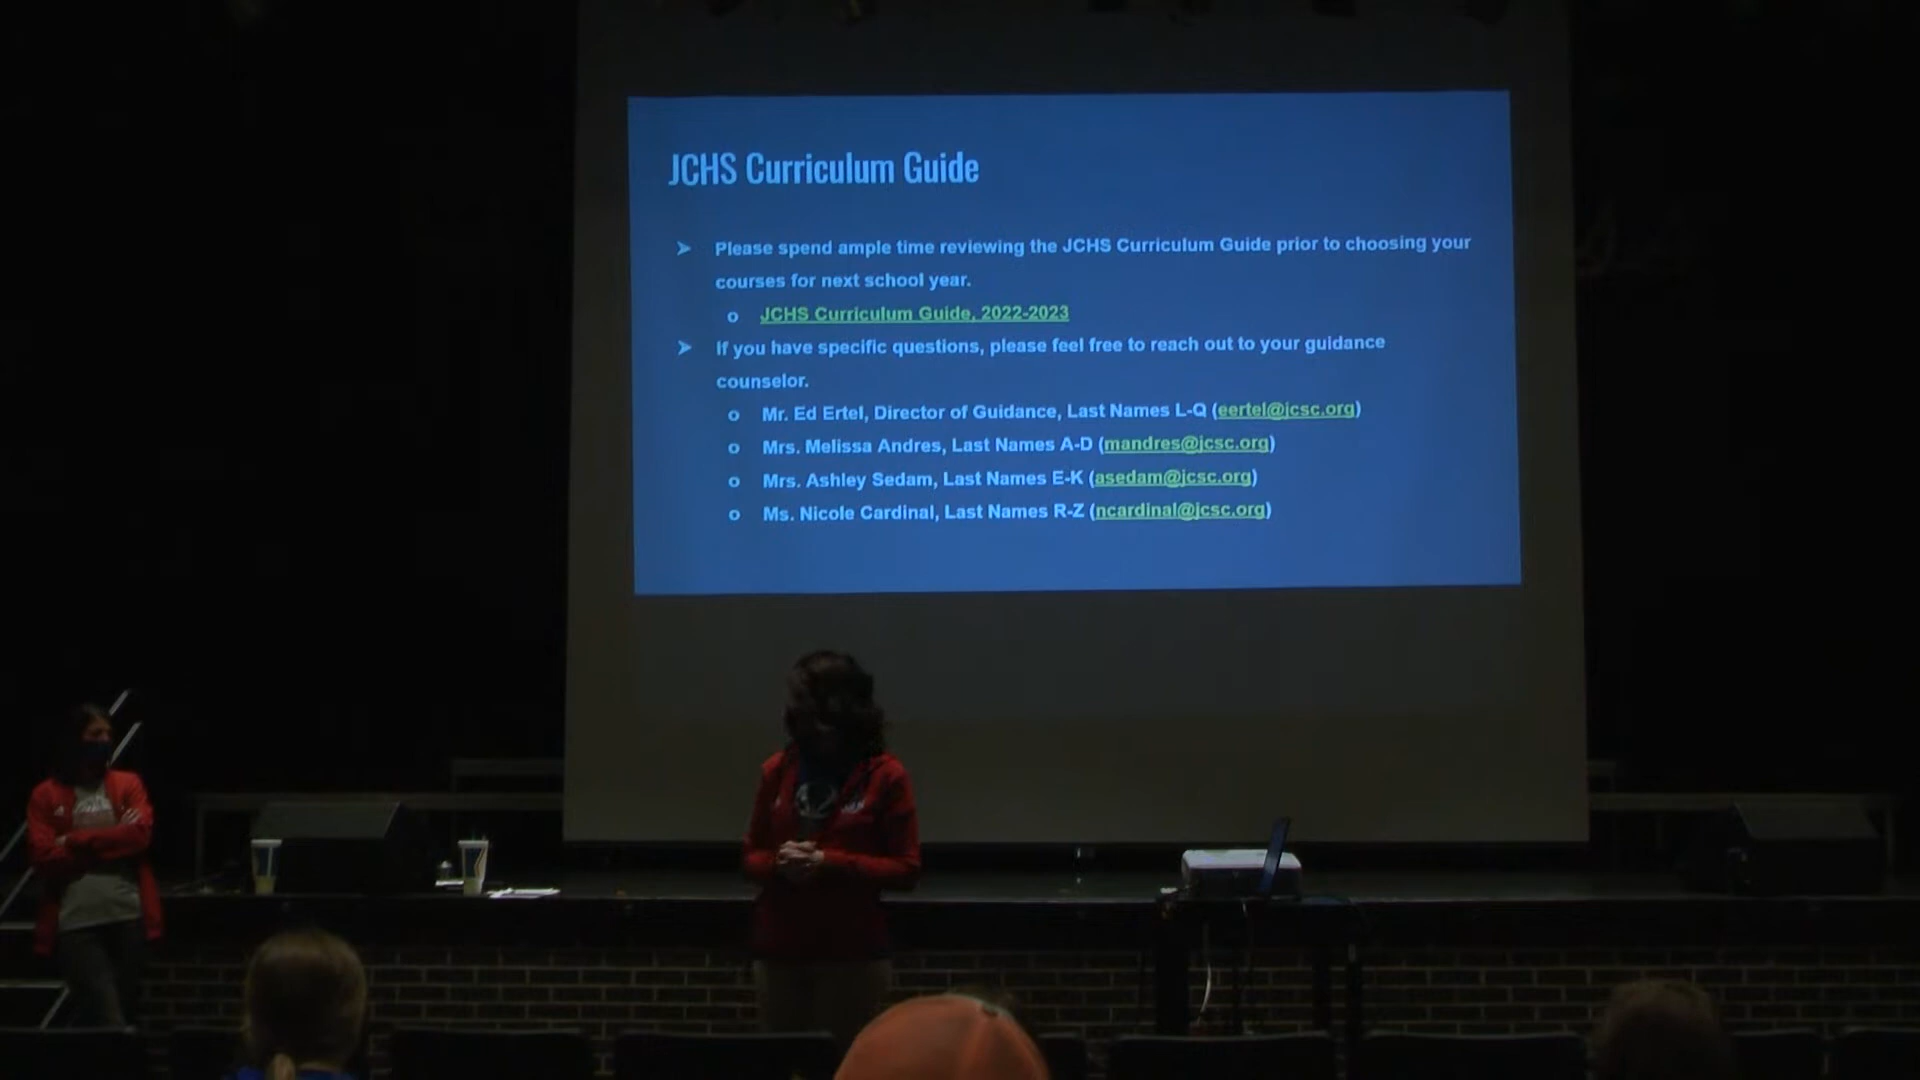 JCHS Curriculum Guide
➤ Please spend ample time reviewing the JCHS Curriculum Guide prior to choosing your
courses for next school year.
o JCHS Curriculum Guide, 2022-2023
➤ If you have specific questions, please feel free to reach out to your guidance
counselor.
o Mr. Ed Ertel, Director of Guidance, Last Names L-Q (eertel@jcsc.org)
o Mrs. Melissa Andres, Last Names A-D (mandres@jcsc.org)
o Mrs. Ashley Sedam, Last Names E-K (asedam@jcsc.org)
o Ms. Nicole Cardinal, Last Names R-Z (ncardinal@jcsc.org)